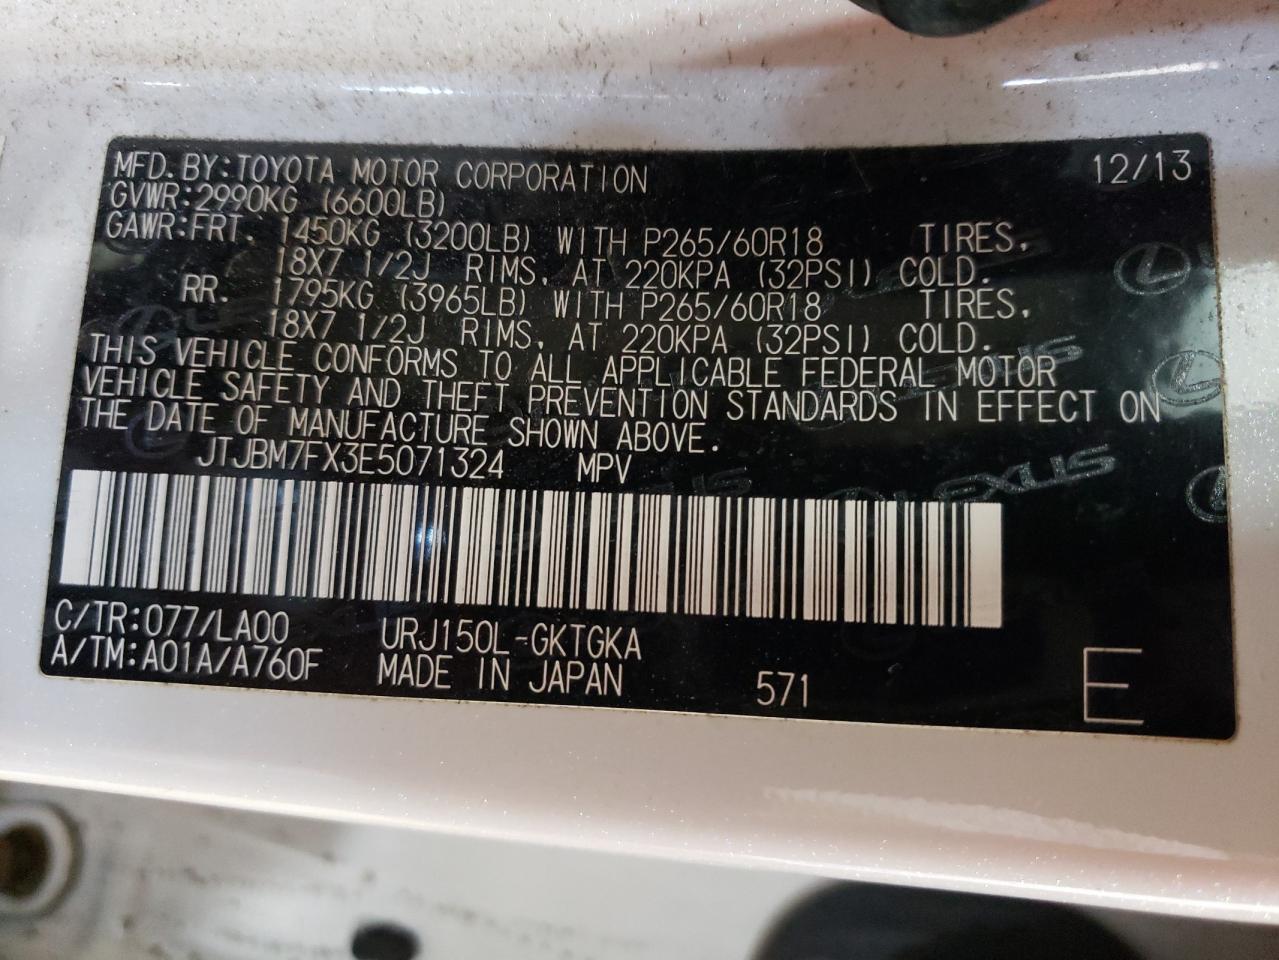 MFD. BY: TOYOTA MOTOR CORPORATION 12/13
GVWR: 2990KG (6600LB)
GAWR: FRT. 1450KG (3200LB) WITH P265/60R18 TIRES,
18X7 1/2J RIMS, AT 220KPA (32PSI) COLD.
RR. 1795KG (3965LB) WITH P265/60R18 TIRES,
18X7 1/2J RIMS, AT 220KPA (32PSI) COLD.
THIS VEHICLE CONFORMS TO ALL APPLICABLE FEDERAL MOTOR
VEHICLE SAFETY AND THEFT PREVENTION STANDARDS IN EFFECT ON
THE DATE OF MANUFACTURE SHOWN ABOVE.
JTJBM7FX3E5071324 MPV
LEXUS
C/TR: 077/LA00 URJ150L-GKTGKA
A/TM: A01A/A760F MADE IN JAPAN 571 E